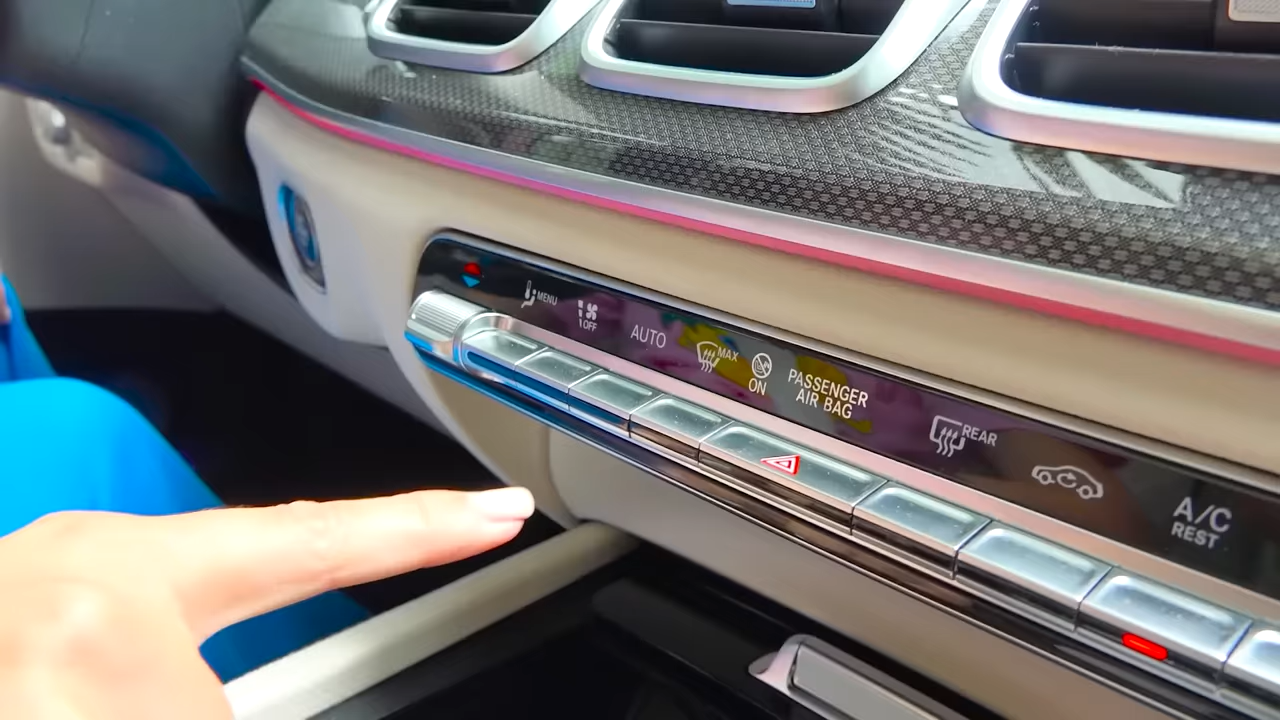 MENU
1 OFF
AUTO
MAX
ON
PASSENGER
AIR BAG
REAR
A/C
REST